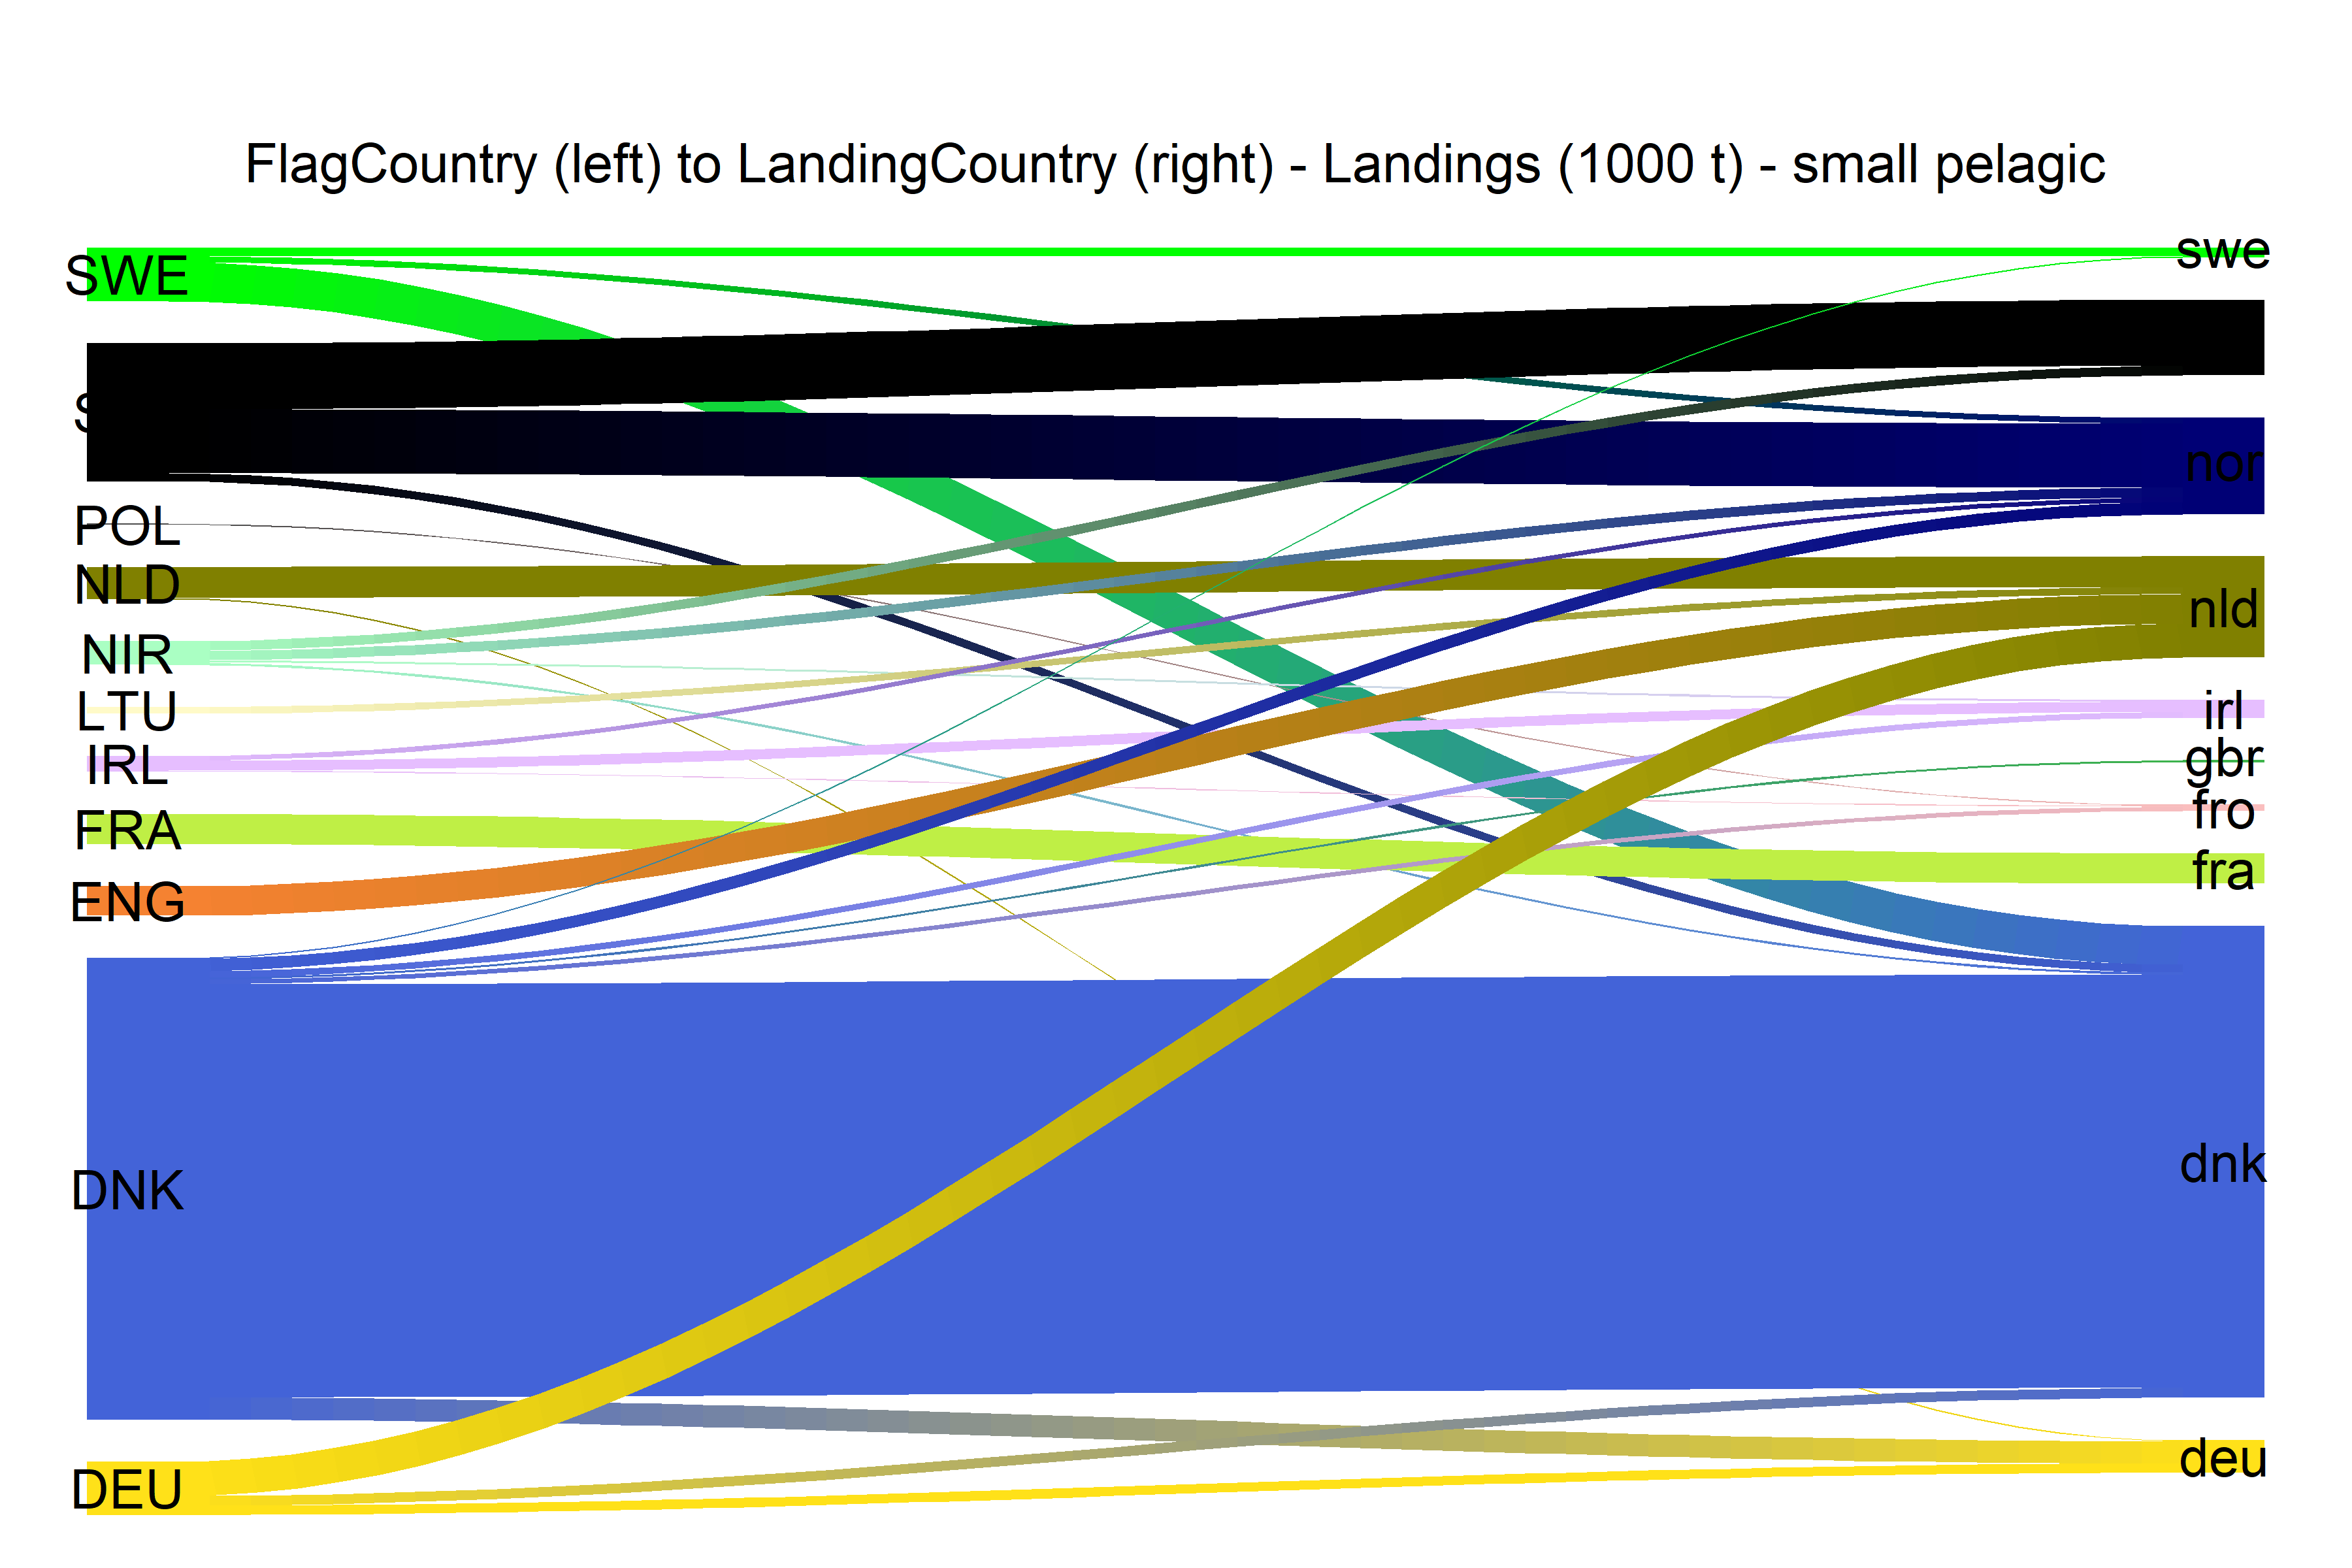 FlagCountry (left) to LandingCountry (right) - Landings (1000 t) - small pelagic
SWE
POL
NLD
NIR
LTU
IRL
FRA
ENG
DNK
DEU
swe
nor
nld
irl
gbr
fro
fra
dnk
deu